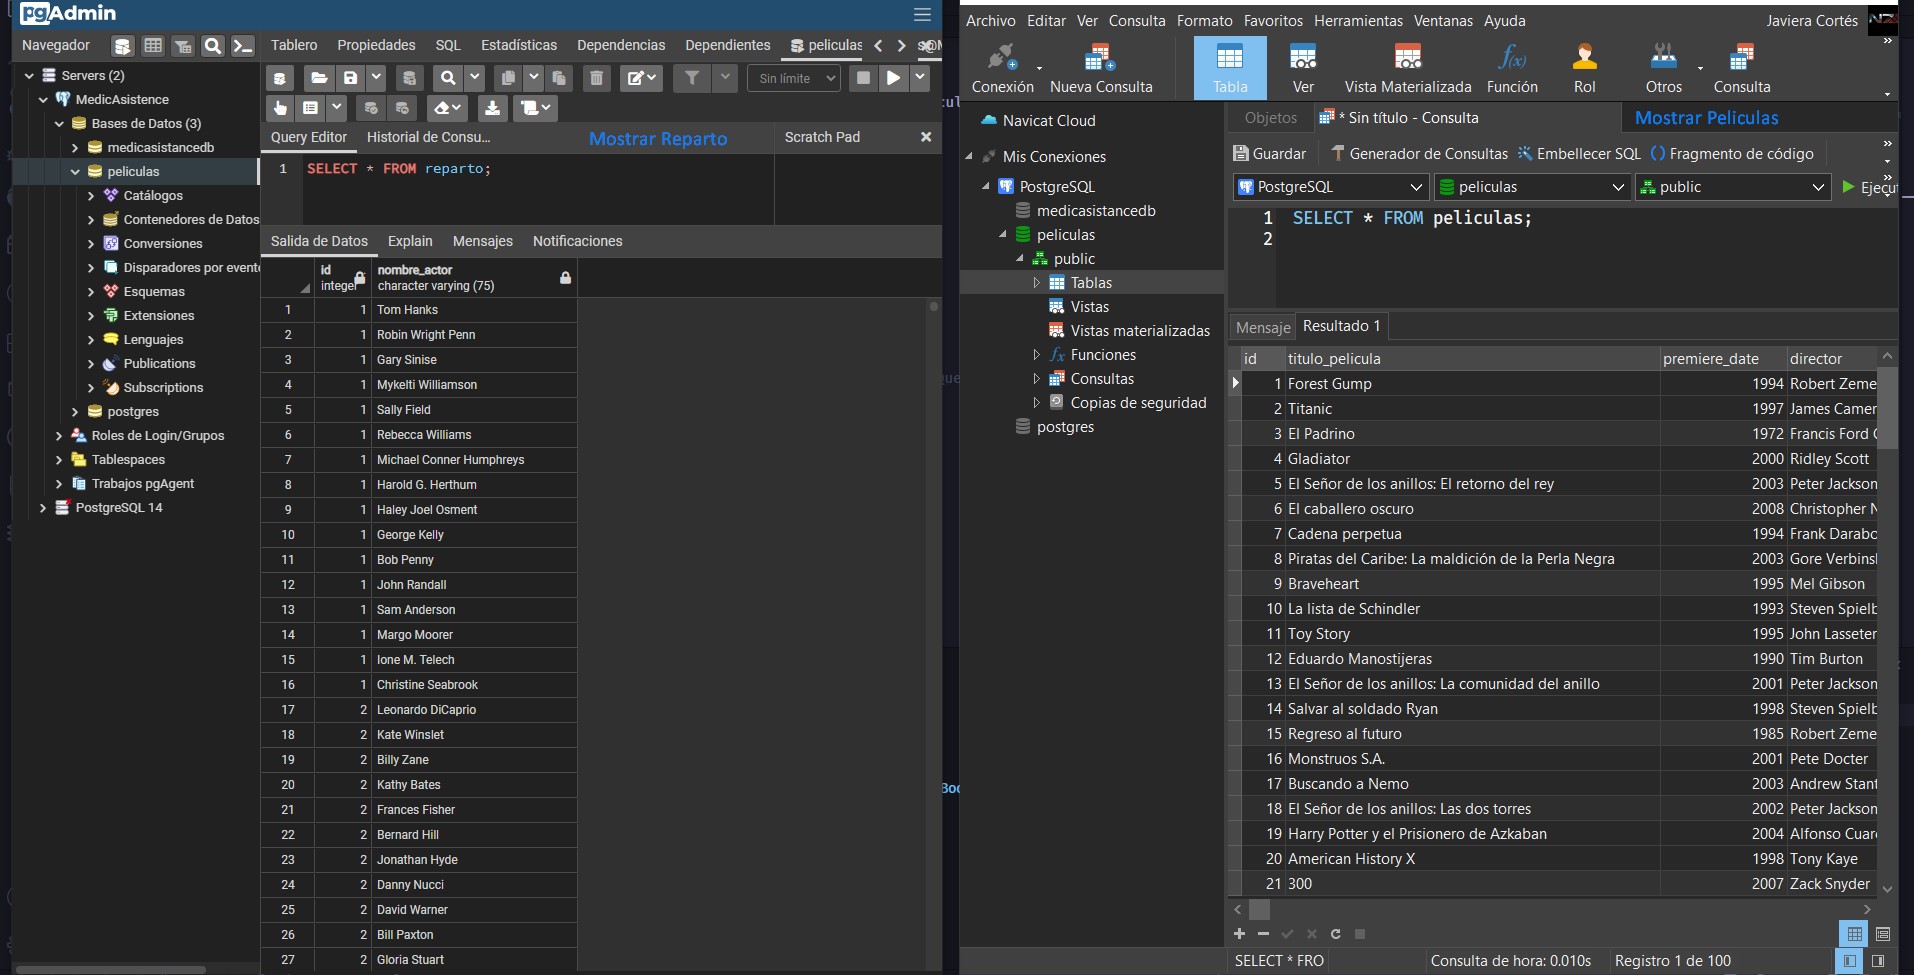 pgAdmin
Navegador
Tablero Propiedades SQL Estadísticas Dependencias Dependientes peliculas
Servers (2)
MedicAsistence
Bases de Datos (3)
medicasistancedb
peliculas
Catálogos
Contenedores de Datos
Conversiones
Disparadores por evento
Esquemas
Extensiones
Lenguajes
Publications
Subscriptions
postgres
Roles de Login/Grupos
Tablespaces
Trabajos pgAgent
PostgreSQL 14
Sin límite
Query Editor Historial de Consu... Mostrar Reparto Scratch Pad
1 SELECT * FROM reparto;
Salida de Datos Explain Mensajes Notificaciones
id
integer
nombre_actor
character varying (75)
1 1 Tom Hanks
2 1 Robin Wright Penn
3 1 Gary Sinise
4 1 Mykelti Williamson
5 1 Sally Field
6 1 Rebecca Williams
7 1 Michael Conner Humphreys
8 1 Harold G. Herthum
9 1 Haley Joel Osment
10 1 George Kelly
11 1 Bob Penny
12 1 John Randall
13 1 Sam Anderson
14 1 Margo Moorer
15 1 Ione M. Telech
16 1 Christine Seabrook
17 2 Leonardo DiCaprio
18 2 Kate Winslet
19 2 Billy Zane
20 2 Kathy Bates
21 2 Frances Fisher
22 2 Bernard Hill
23 2 Jonathan Hyde
24 2 Danny Nucci
25 2 David Warner
26 2 Bill Paxton
27 2 Gloria Stuart
Archivo Editar Ver Consulta Formato Favoritos Herramientas Ventanas Ayuda Javiera Cortés
Conexión Nueva Consulta Tabla Ver Vista Materializada Función Rol Otros Consulta
Navicat Cloud
Mis Conexiones
PostgreSQL
medicasistancedb
peliculas
public
Tablas
Vistas
Vistas materializadas
Funciones
Consultas
Copias de seguridad
postgres
Objetos * Sin título - Consulta Mostrar Peliculas
Guardar Generador de Consultas Embellecer SQL Fragmento de código
PostgreSQL peliculas public Ejecut
1 SELECT * FROM peliculas;
2
Mensaje Resultado 1
id titulo_pelicula premiere_date director
1 Forest Gump 1994 Robert Zeme
2 Titanic 1997 James Camer
3 El Padrino 1972 Francis Ford C
4 Gladiator 2000 Ridley Scott
5 El Señor de los anillos: El retorno del rey 2003 Peter Jackson
6 El caballero oscuro 2008 Christopher N
7 Cadena perpetua 1994 Frank Darabo
8 Piratas del Caribe: La maldición de la Perla Negra 2003 Gore Verbins
9 Braveheart 1995 Mel Gibson
10 La lista de Schindler 1993 Steven Spielb
11 Toy Story 1995 John Lasseter
12 Eduardo Manostijeras 1990 Tim Burton
13 El Señor de los anillos: La comunidad del anillo 2001 Peter Jackson
14 Salvar al soldado Ryan 1998 Steven Spielb
15 Regreso al futuro 1985 Robert Zeme
16 Monstruos S.A. 2001 Pete Docter
17 Buscando a Nemo 2003 Andrew Stant
18 El Señor de los anillos: Las dos torres 2002 Peter Jackson
19 Harry Potter y el Prisionero de Azkaban 2004 Alfonso Cuar
20 American History X 1998 Tony Kaye
21 300 2007 Zack Snyder
SELECT * FRO Consulta de hora: 0.010s Registro 1 de 100